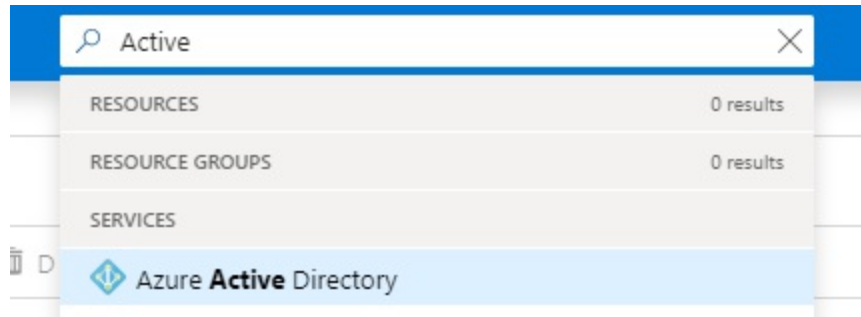 Active
RESOURCES 0 results
RESOURCE GROUPS 0 results
SERVICES
D
Azure Active Directory